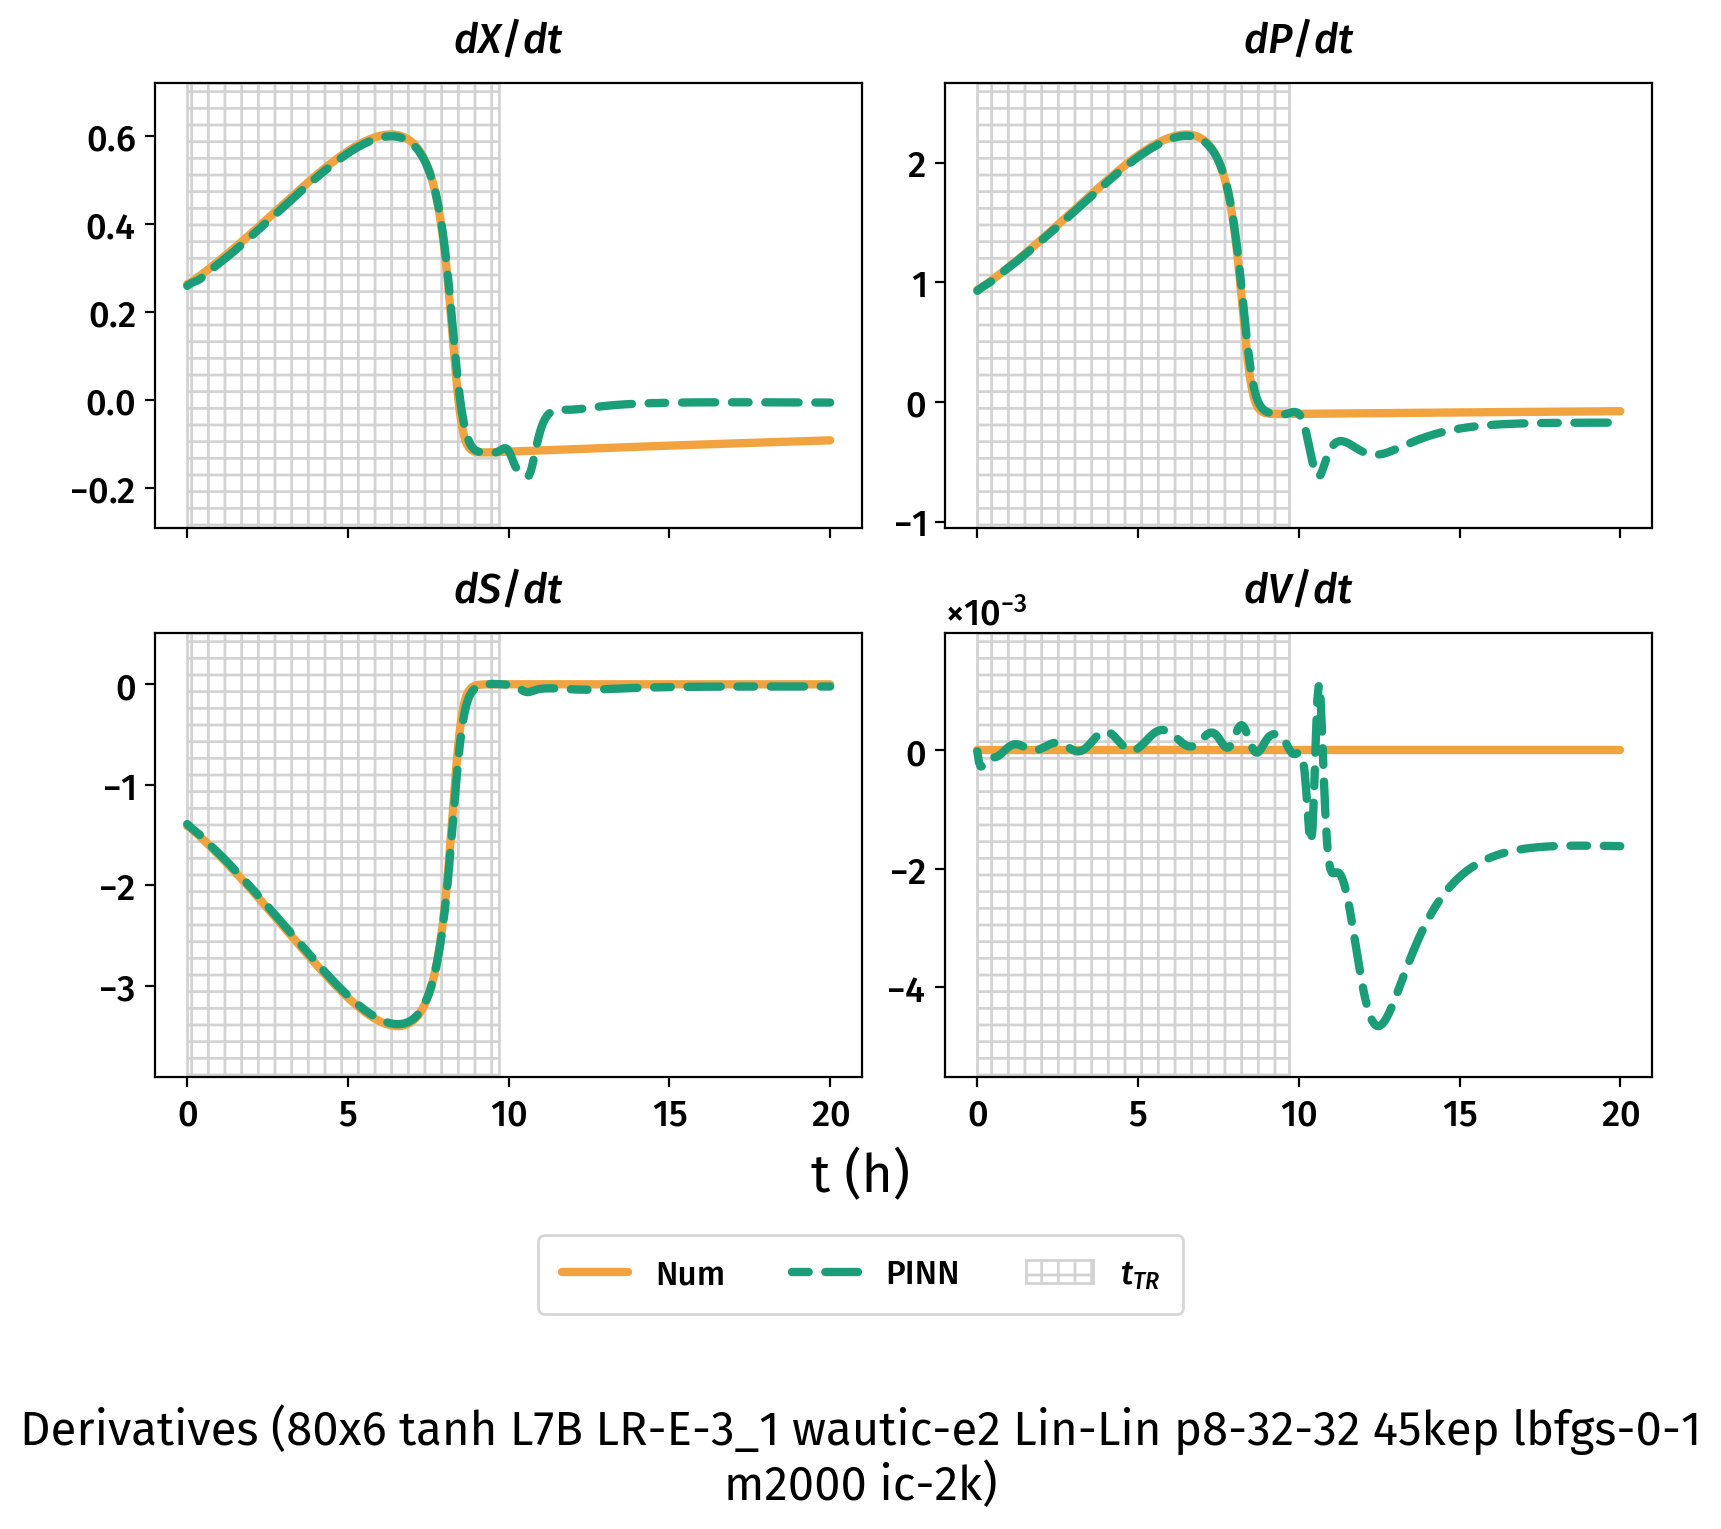 dX/dt
dP/dt
0.6
0.4
0.2
0.0
−0.2
2
1
0
−1
dS/dt
dV/dt
×10⁻³
0
−1
−2
−3
0
−2
−4
0 5 10 15 20
0 5 10 15 20
t (h)
Num PINN t_TR
Derivatives (80x6 tanh L7B LR-E-3_1 wautic-e2 Lin-Lin p8-32-32 45kep lbfgs-0-1
m2000 ic-2k)